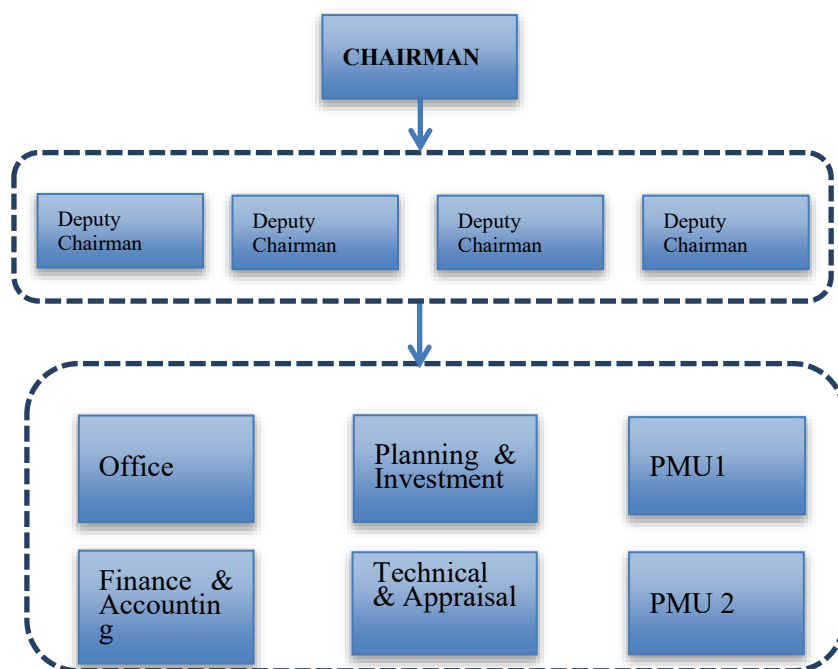 CHAIRMAN
Deputy
Chairman
Deputy
Chairman
Deputy
Chairman
Deputy
Chairman
Office
Planning &
Investment
PMU1
Finance &
Accountin
g
Technical
& Appraisal
PMU 2